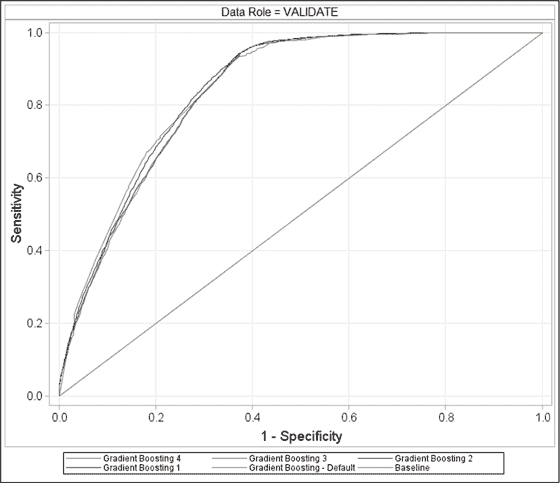 Data Role = VALIDATE
1.0
0.8
0.6
0.4
0.2
0.0
Sensitivity
0.0 0.2 0.4 0.6 0.8 1.0
1 - Specificity
Gradient Boosting 4 Gradient Boosting 3 Gradient Boosting 2
Gradient Boosting 1 Gradient Boosting - Default Baseline